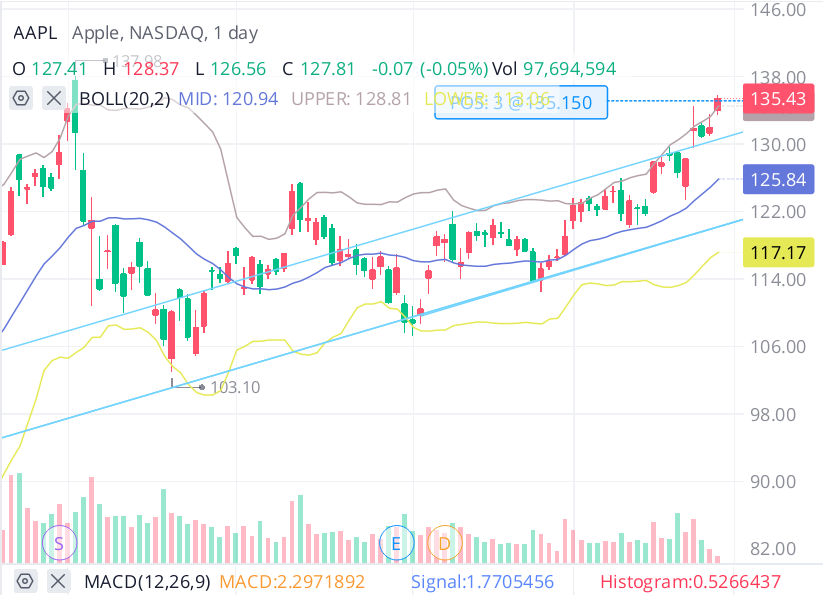 146.00
AAPL Apple, NASDAQ, 1 day
137.98
O 127.41 H 128.37 L 126.56 C 127.81 -0.07 (-0.05%) Vol 97,694,594
138.00
BOLL(20,2) MID: 120.94 UPPER: 128.81 LOWER: 113.06
135.43
POS: 3 @135.150
130.00
125.84
122.00
117.17
114.00
106.00
103.10
98.00
90.00
S E D
82.00
MACD(12,26,9) MACD:2.2971892 Signal:1.7705456 Histogram:0.5266437